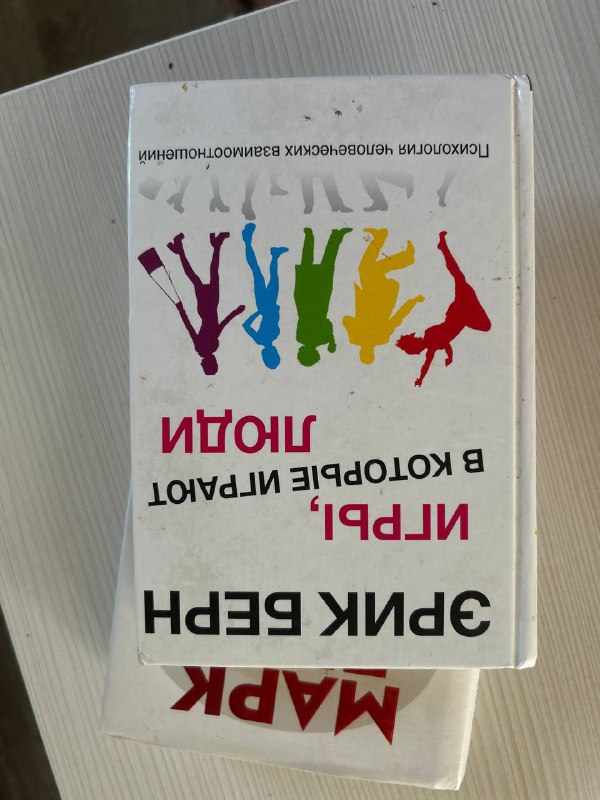 ЭРИК БЕРН
ИГРЫ,
В КОТОРЫЕ ИГРАЮТ
ЛЮДИ
Психология человеческих взаимоотношений
МАРК